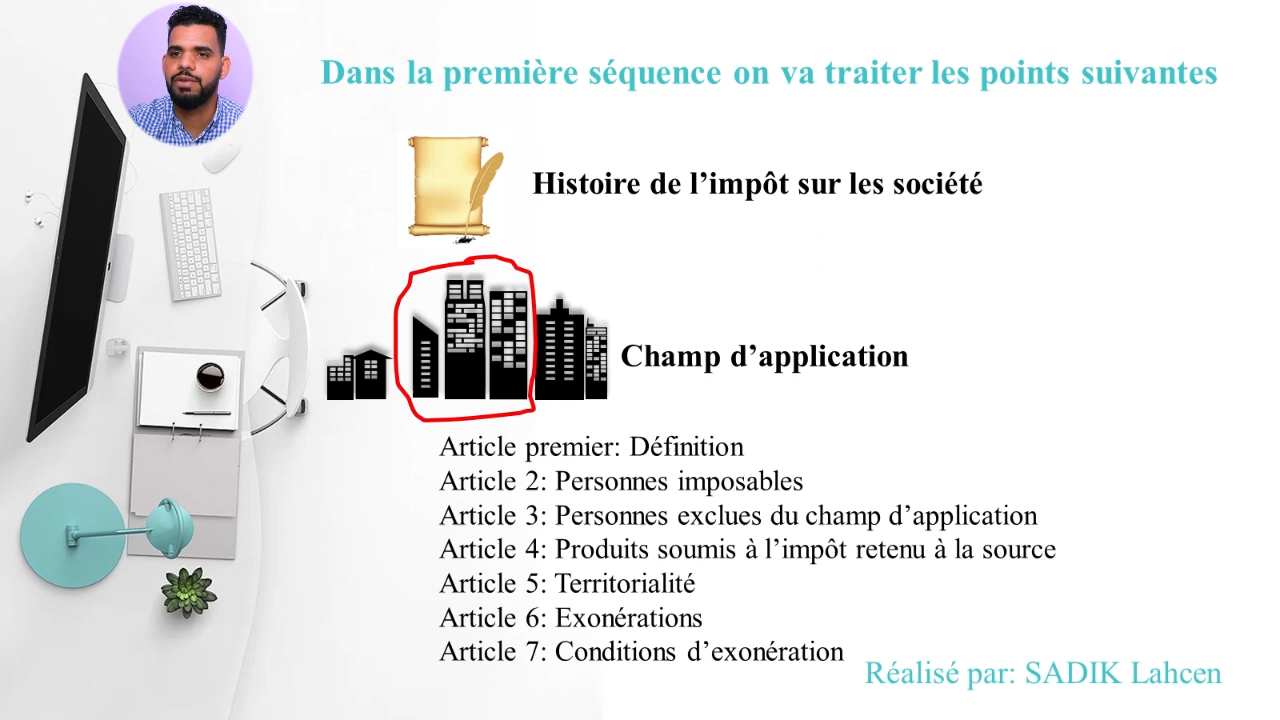 Dans la première séquence on va traiter les points suivantes
Histoire de l’impôt sur les société
Champ d’application
Article premier: Définition
Article 2: Personnes imposables
Article 3: Personnes exclues du champ d’application
Article 4: Produits soumis à l’impôt retenu à la source
Article 5: Territorialité
Article 6: Exonérations
Article 7: Conditions d’exonération
Réalisé par: SADIK Lahcen